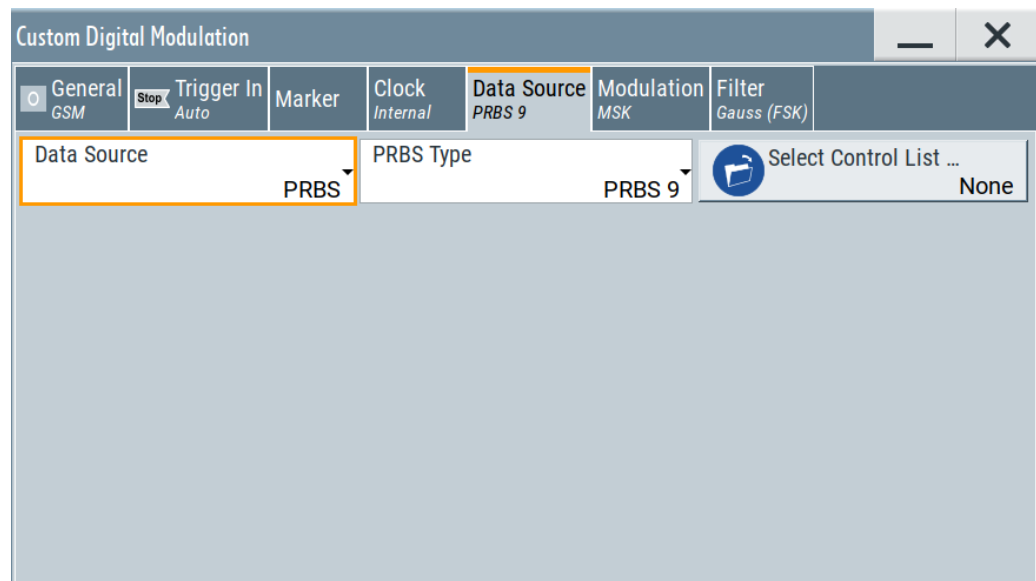 Custom Digital Modulation
General
GSM
Stop
Trigger In
Auto
Marker
Clock
Internal
Data Source
PRBS 9
Modulation
MSK
Filter
Gauss (FSK)
Data Source
PRBS
PRBS Type
PRBS 9
Select Control List ...
None